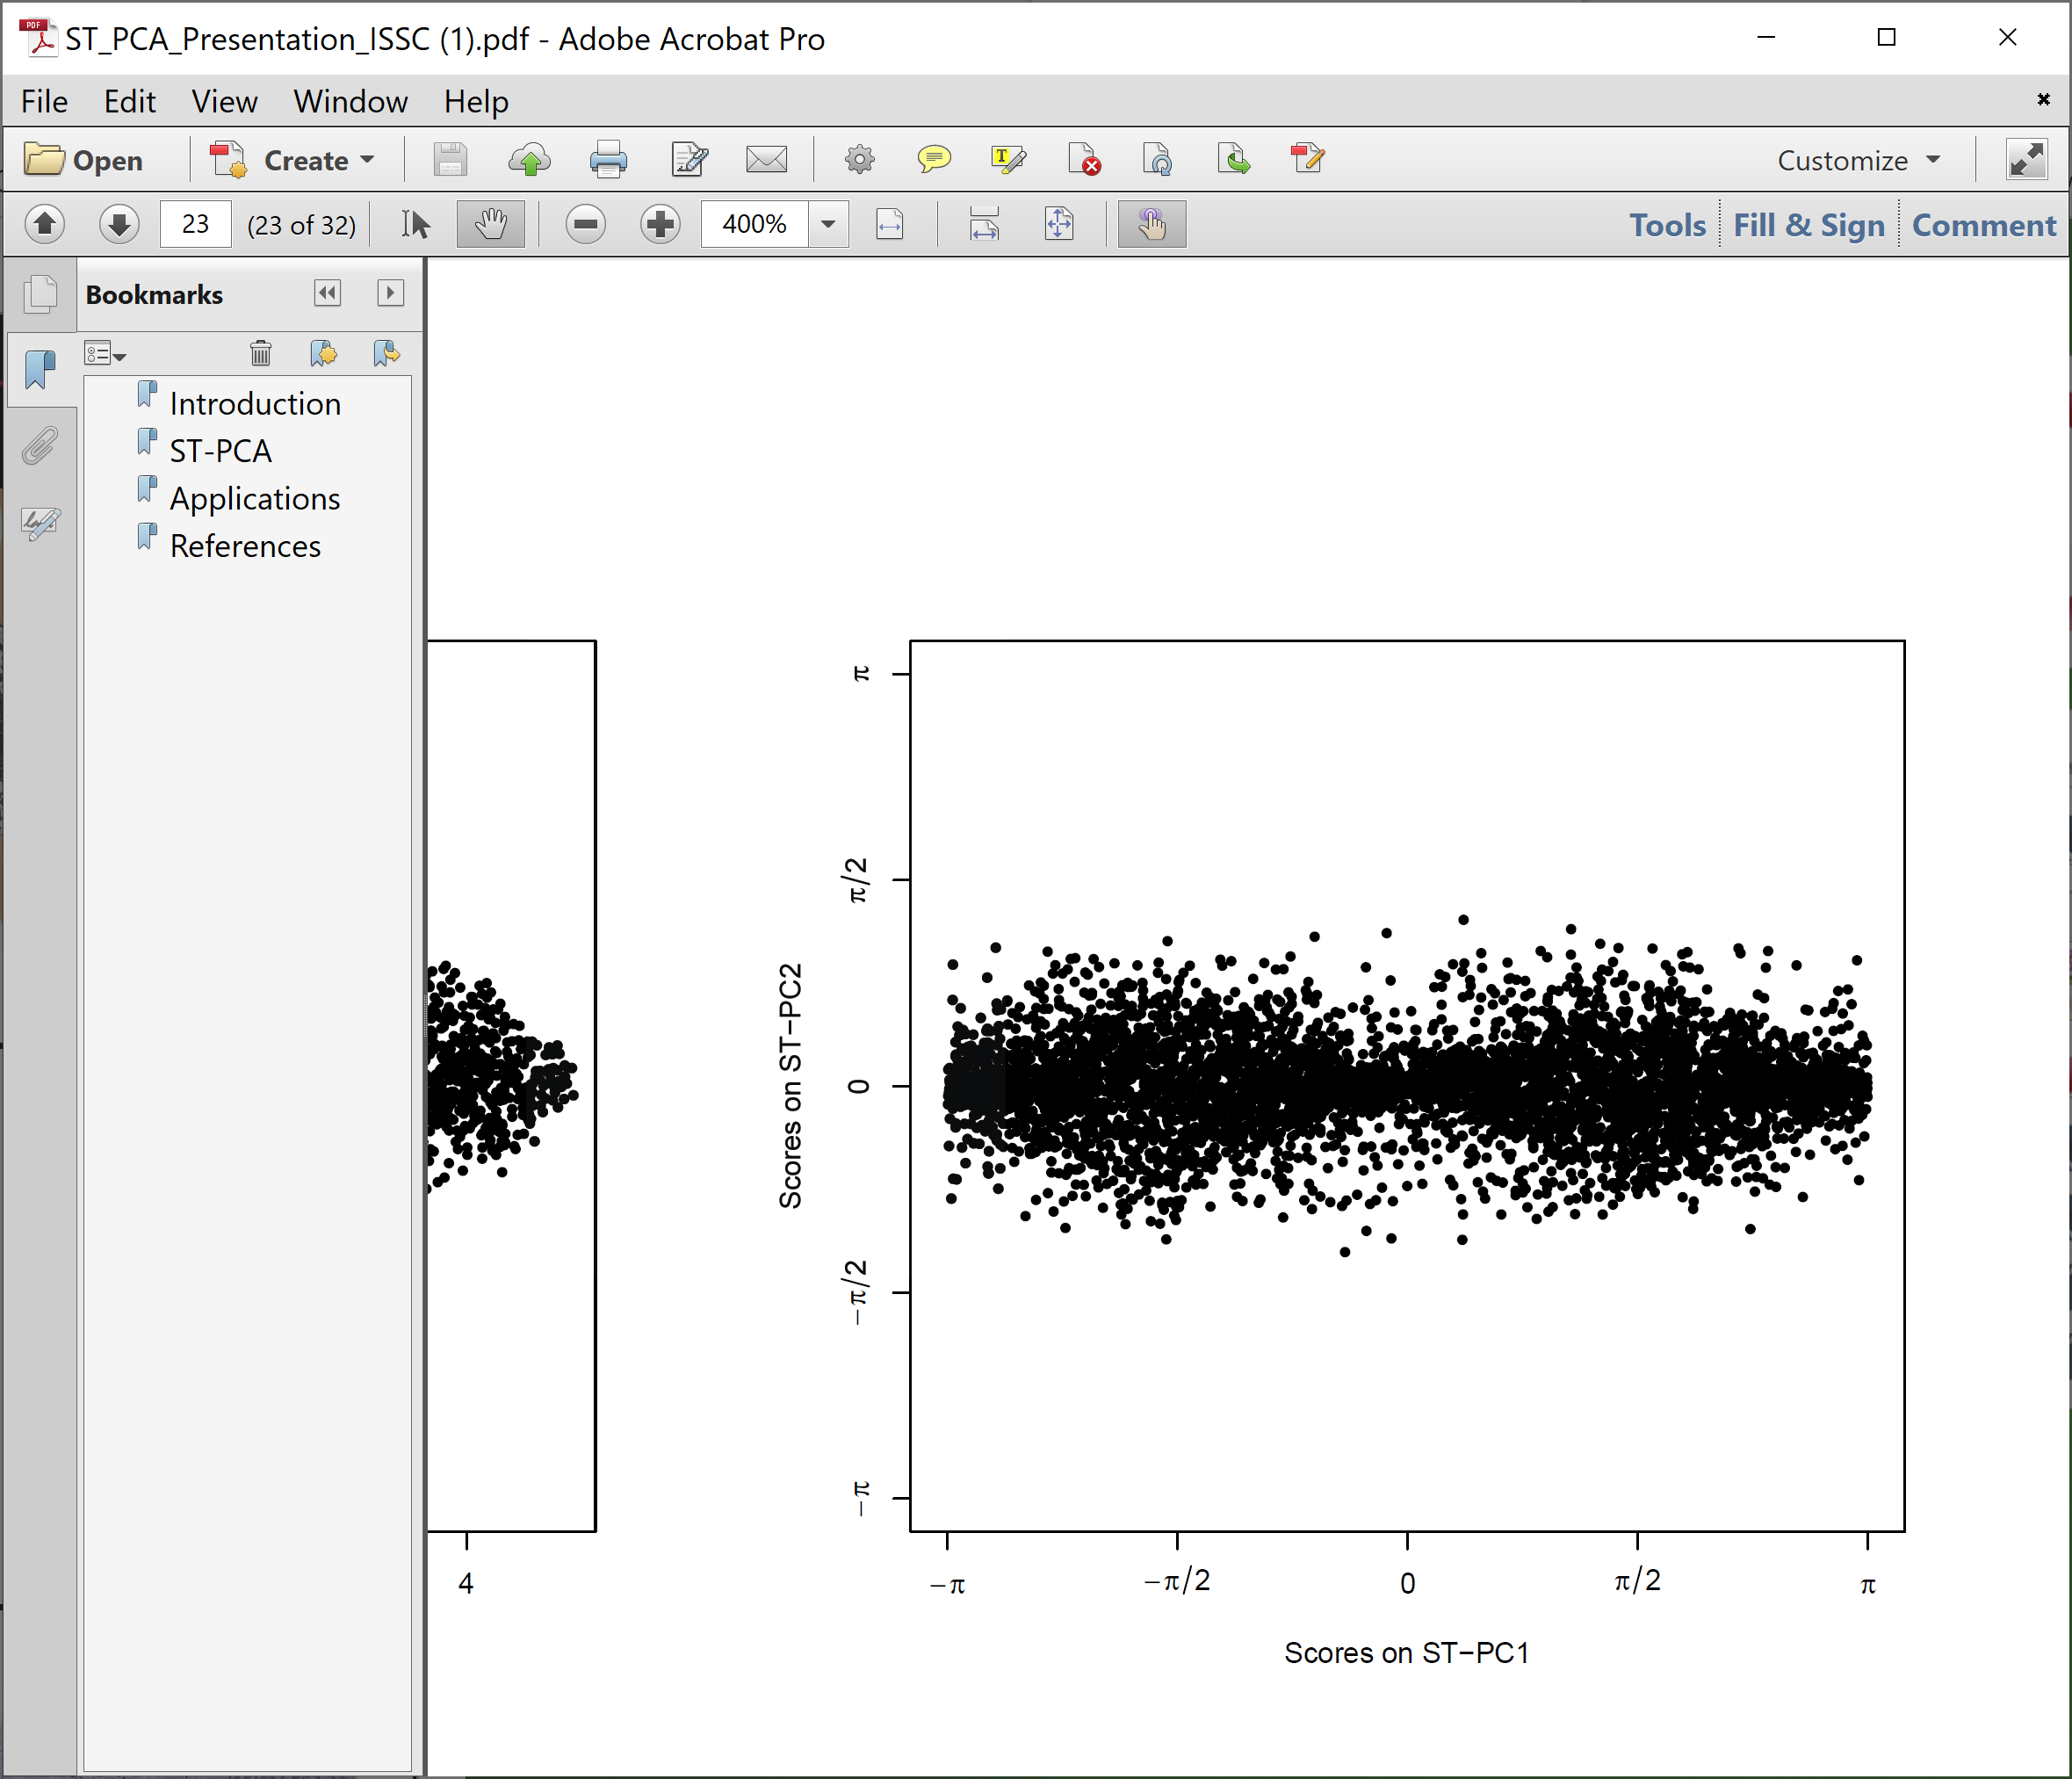 PDF
ST_PCA_Presentation_ISSC (1).pdf - Adobe Acrobat Pro
File Edit View Window Help
Open Create Customize
23 (23 of 32) 400% Tools Fill & Sign Comment
Bookmarks
Introduction
ST-PCA
Applications
References
π
π/2
0
−π/2
−π
Scores on ST−PC2
4
−π −π/2 0 π/2 π
Scores on ST−PC1